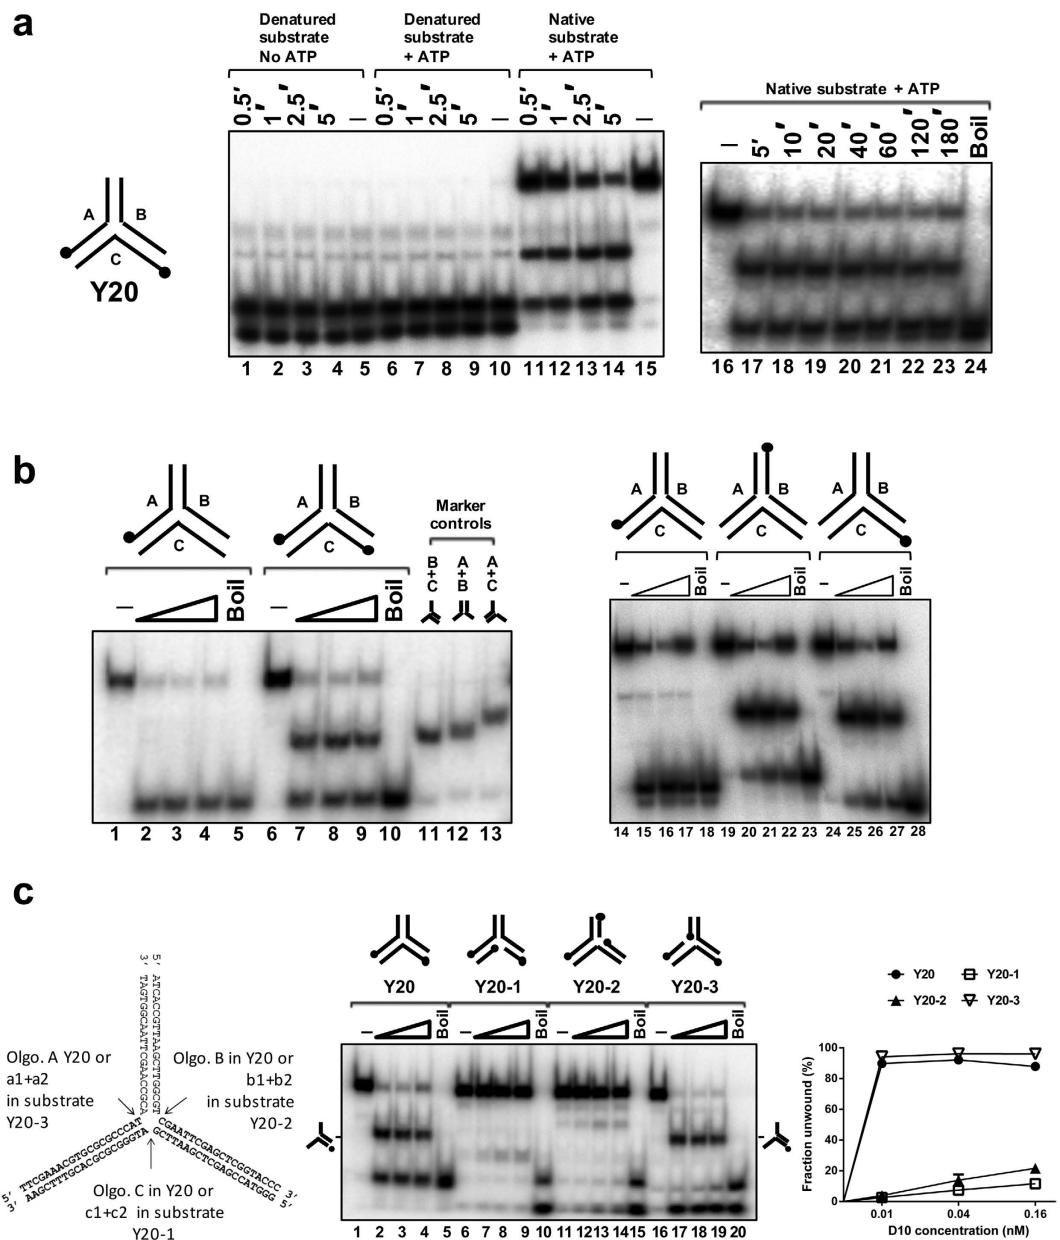 a
Denatured
substrate
No ATP
Denatured
substrate
+ ATP
Native
substrate
+ ATP
0.5′ 1′ 2.5′ 5′ – 0.5′ 1′ 2.5′ 5′ – 0.5′ 1′ 2.5′ 5′ –
Native substrate + ATP
– 5′ 10′ 20′ 40′ 60′ 120′ 180′ Boil
A B
C
Y20
1 2 3 4 5 6 7 8 9 10 11 12 13 14 15
16 17 18 19 20 21 22 23 24
b
A B
C
A B
C
Marker
controls
B+C A+B A+C
– Boil – Boil
1 2 3 4 5 6 7 8 9 10 11 12 13
A B
C
A B
C
A B
C
– Boil – Boil – Boil
14 15 16 17 18 19 20 21 22 23 24 25 26 27 28
c
3’ TAGTGGCAATTCGAACCGCA
5’ ATCACCGTTAAGCTTGGCGT
Olgo. A Y20 or
a1+a2
in substrate
Y20-3
Olgo. B in Y20 or
b1+b2
in substrate
Y20-2
5’ TTCGAAACGTGCGCGCCCAT
3’ AAGCTTTGCACGCGCGGGTA
CGAATTCGAGCTCGGTACCC 3’
GCTTAAGCTCGAGCCATGGG 5’
Olgo. C in Y20 or
c1+c2 in substrate
Y20-1
Y20 Y20-1 Y20-2 Y20-3
– Boil – Boil – Boil – Boil
1 2 3 4 5 6 7 8 9 10 11 12 13 14 15 16 17 18 19 20
Y20 Y20-1
Y20-2 Y20-3
Fraction unwound (%)
100
80
60
40
20
0
0.01 0.04 0.16
D10 concentration (nM)